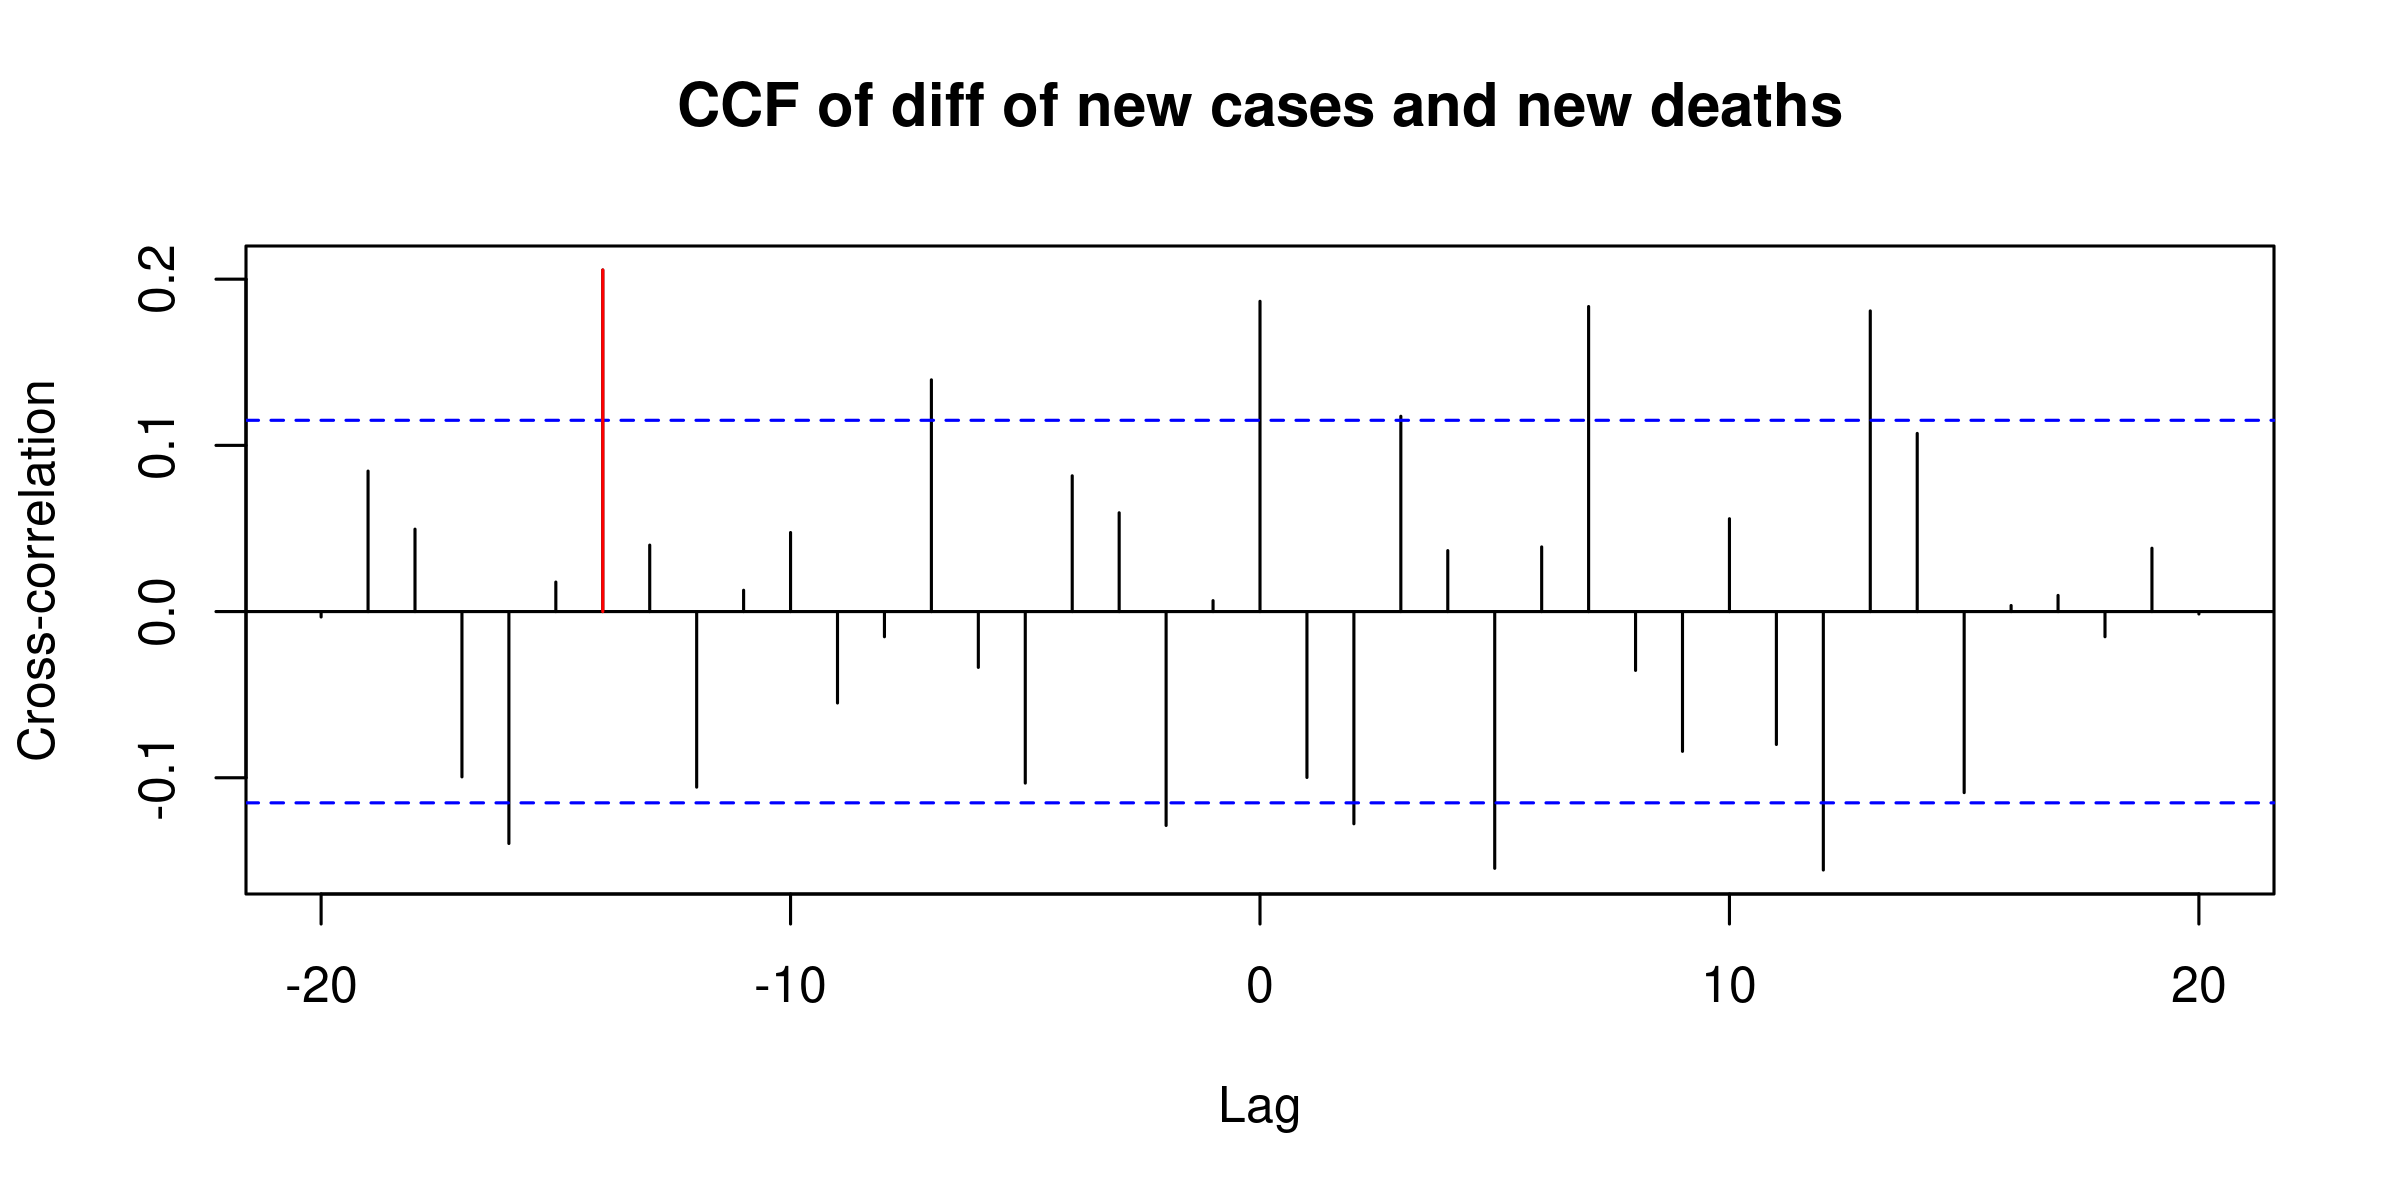 CCF of diff of new cases and new deaths
Cross-correlation
0.2
0.1
0.0
-0.1
-20 -10 0 10 20
Lag